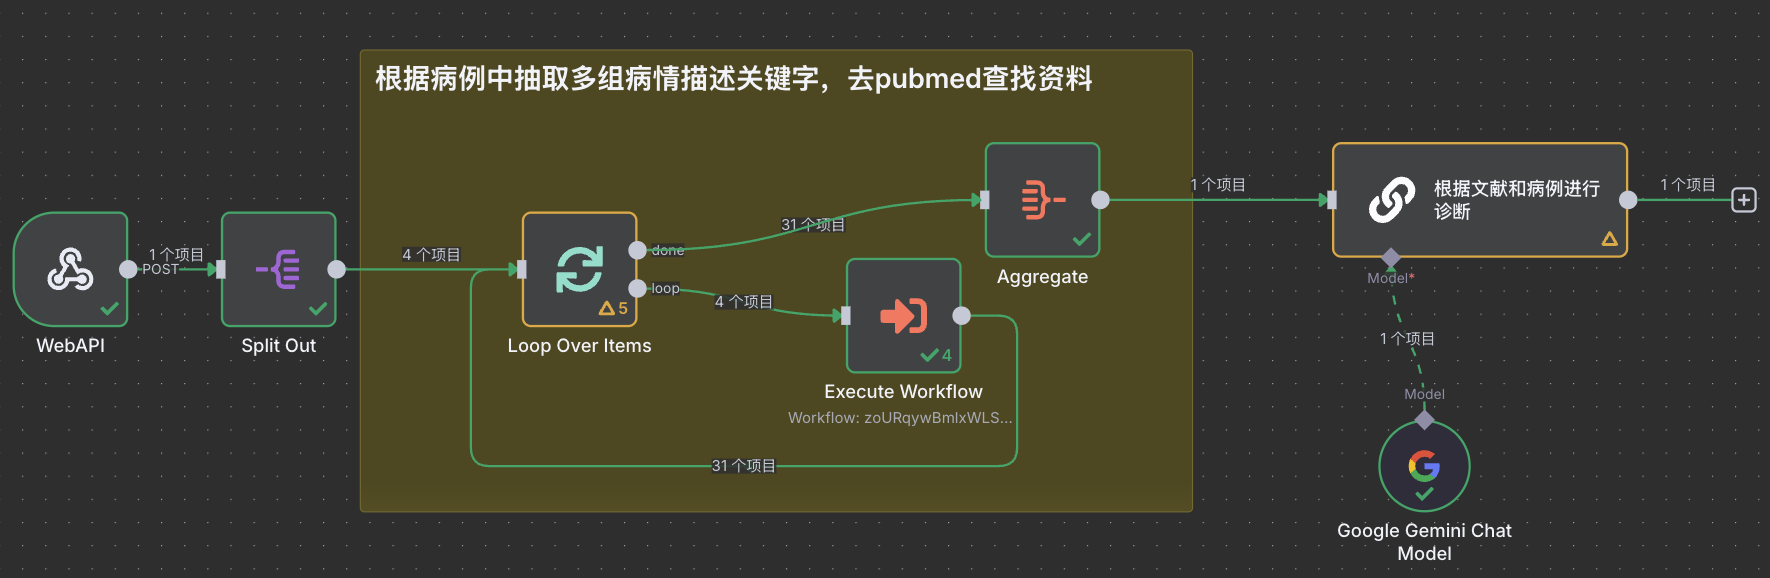 根据病例中抽取多组病情描述关键字，去pubmed查找资料
WebAPI
1 个项目
POST
Split Out
4 个项目
Loop Over Items
5
done
loop
31 个项目
4 个项目
Aggregate
4
Execute Workflow
Workflow: zoURqywBmlxWLS...
31 个项目
1 个项目
根据文献和病例进行
诊断
1 个项目
Model*
1 个项目
Model
Google Gemini Chat
Model